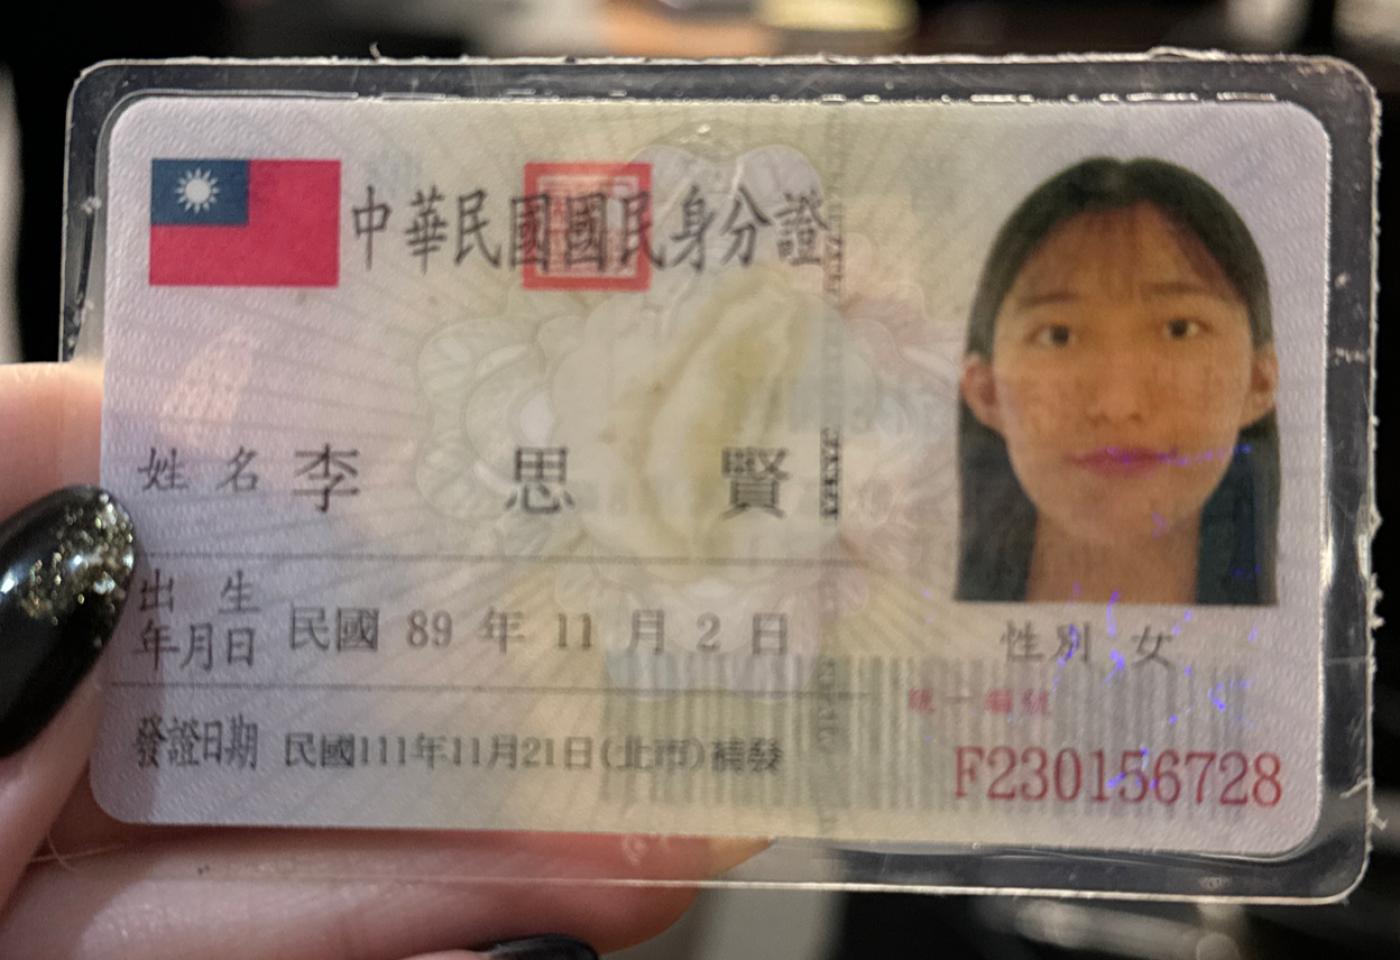 中華民國國民身分證
姓名 李思賢
出生年月日 民國 89 年 11 月 2 日
發證日期 民國111年11月21日(北市)補發
性別 女
統一編號
F230156728